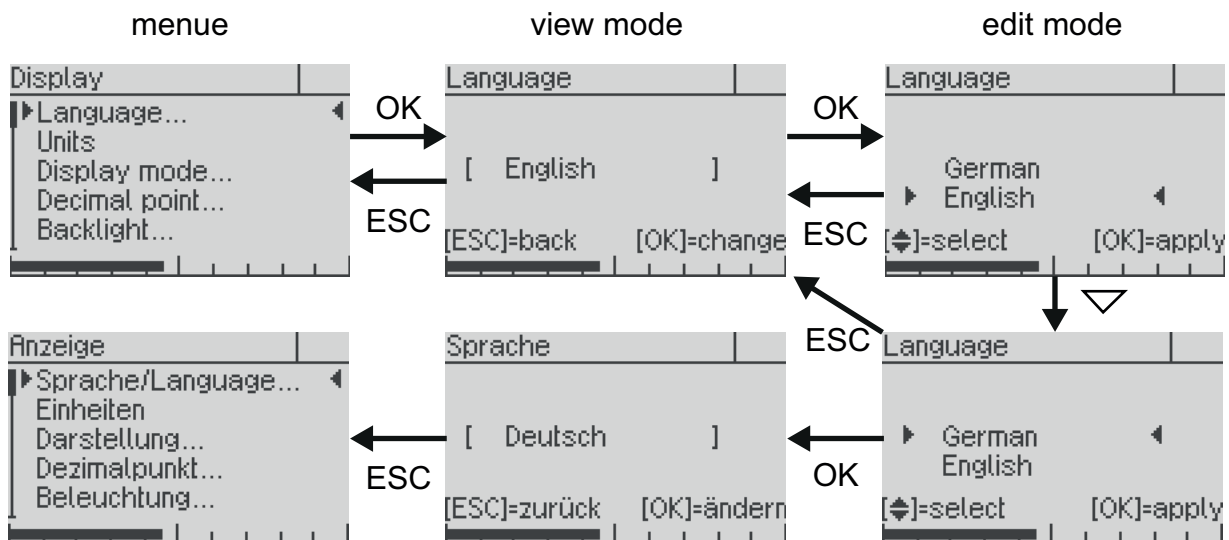 menue
view mode
edit mode
Display
Language...
Units
Display mode...
Decimal point...
Backlight...
OK
ESC
Language
[ English ]
[ESC]=back [OK]=change
OK
ESC
Language
German
English
[▲▼]=select [OK]=apply
ESC
Anzeige
Sprache/Language...
Einheiten
Darstellung...
Dezimalpunkt...
Beleuchtung...
ESC
Sprache
[ Deutsch ]
[ESC]=zurück [OK]=ändern
OK
Language
German
English
[▲▼]=select [OK]=apply